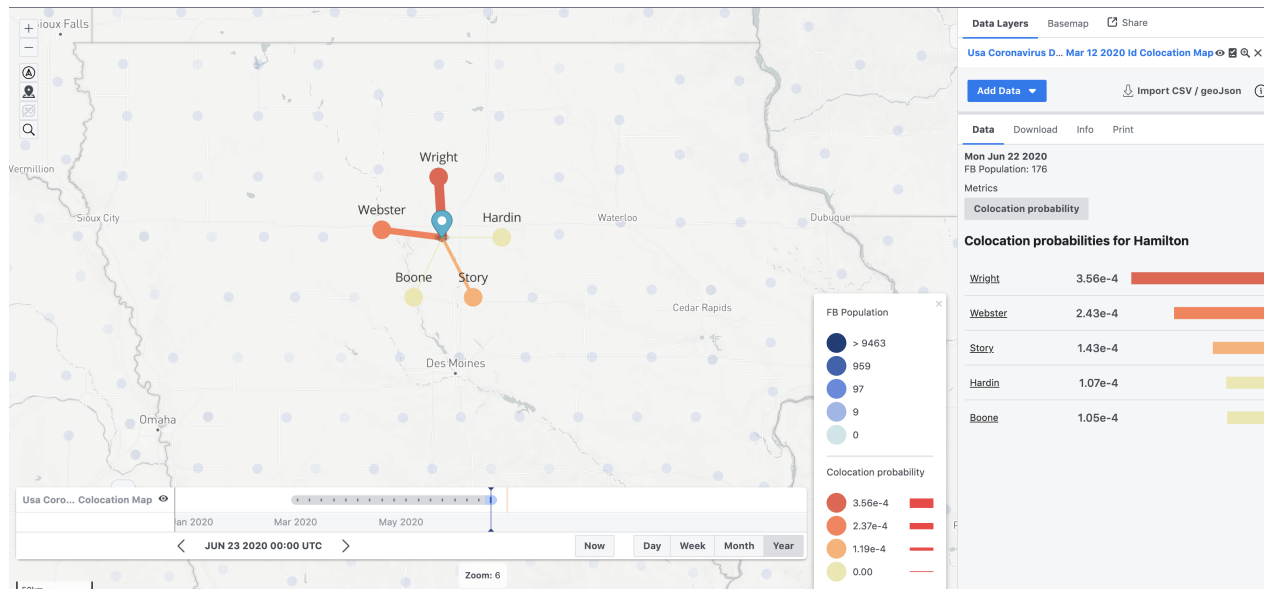 Sioux Falls
Vermillion
Sioux City
Wright
Webster
Hardin
Waterloo
Dubuque
Boone
Story
Cedar Rapids
Des Moines
Omaha
FB Population
> 9463
959
97
9
0
Colocation probability
3.56e-4
2.37e-4
1.19e-4
0.00
Usa Coro... Colocation Map
an 2020
Mar 2020
May 2020
JUN 23 2020 00:00 UTC
Now
Day
Week
Month
Year
Zoom: 6
Data Layers Basemap Share
Usa Coronavirus D... Mar 12 2020 Id Colocation Map
Add Data
Import CSV / geoJson
Data Download Info Print
Mon Jun 22 2020
FB Population: 176
Metrics
Colocation probability
Colocation probabilities for Hamilton
Wright 3.56e-4
Webster 2.43e-4
Story 1.43e-4
Hardin 1.07e-4
Boone 1.05e-4